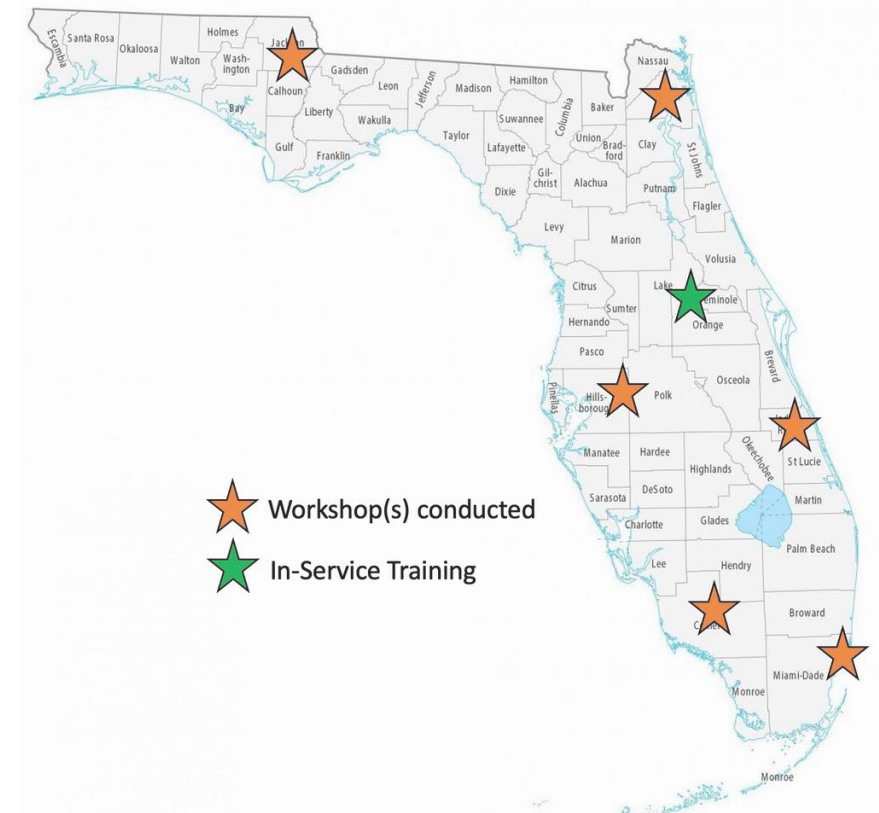 Escambia
Santa Rosa
Okaloosa
Walton
Holmes
Wash-
ington
Bay
Calhoun
Gulf
Liberty
Franklin
Gadsden
Leon
Wakulla
Jefferson
Madison
Taylor
Hamilton
Suwannee
Lafayette
Dixie
Columbia
Gil-
christ
Baker
Union
Brad-
ford
Alachua
Levy
Nassau
Clay
St Johns
Putnam
Flagler
Marion
Volusia
Citrus
Sumter
Lake
Hernando
Orange
Pasco
Pinellas
Hills-
Polk
Osceola
Brevard
Manatee
Hardee
Highlands
Okeechobee
St Lucie
Sarasota
DeSoto
Martin
Charlotte
Glades
Palm Beach
Lee
Hendry
Broward
Miami-Dade
Monroe
Monroe
Workshop(s) conducted
In-Service Training